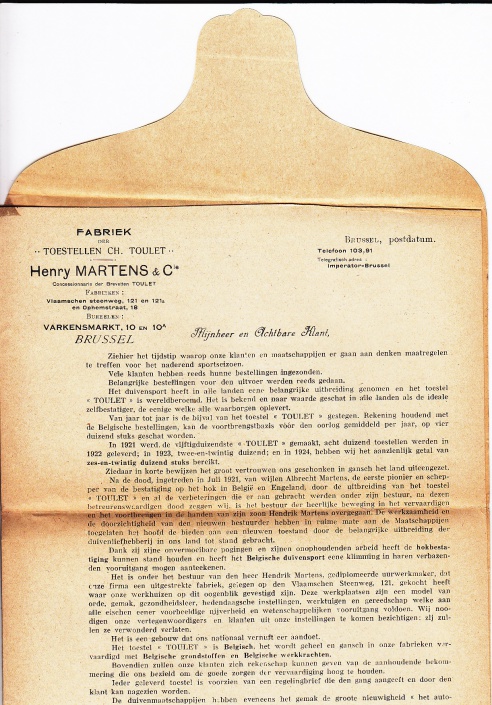 FABRIEK
DER
TOESTELLEN CH. TOULET
Henry MARTENS & Cie
Concessionnaris der Brevetten TOULET
FABRIEKEN :
Vlaamschen steenweg, 121 en 121A
en Ophemstraat, 18
BUREELEN :
VARKENSMARKT, 10 EN 10A
BRUSSEL
BRUSSEL, postdatum.
Telefoon 103,91
Telegrafisch adres :
Imperator-Brussel
Mijnheer en Achtbare Klant,
Ziehier het tijdstip waarop onze klanten en maatschappijen er gaan aan denken maatregelen
te treffen voor het naderend sportseizoen.
Vele klanten hebben reeds hunne bestellingen ingezonden.
Belangrijke bestellingen voor den uitvoer werden reeds gedaan.
Het duivensport heeft in alle landen eene belangrijke uitbreiding genomen en het toestel
« TOULET » is wereldberoemd. Het is bekend en naar waarde geschat in alle landen als de ideale
zelfbestatiger, de eenige welke alle waarborgen oplevert.
Van jaar tot jaar is de bijval van het toestel « TOULET » gestegen. Rekening houdend met
de Belgische bestellingen, kan de voortbrengstbasis vóór den oorlog gemiddeld per jaar, op vier
duizend stuks geschat worden.
In 1921 werd de vijftigduizendste « TOULET » gemaakt, acht duizend toestellen werden in
1922 geleverd; in 1923, twee-en-twintig duizend; en in 1924, hebben wij het aanzienlijk getal van
zes-en-twintig duizend stuks bereikt.
Ziedaar in korte bewijzen het groot vertrouwen ons geschonken in gansch het land uiteengezet.
Na de dood, ingetreden in Juli 1921, van wijlen Albrecht Martens, de eerste pionier en schep-
per van de bestatiging op het hok in België en Engeland, door de uitbreiding van het toestel
« TOULET » en al de verbeteringen die er aan gebracht werden onder zijn bestuur, na dezen
betreurenswaardigen dood zeggen wij, is het bestuur der heerlijke beweging in het vervaardigen
en het voortbrengen in de handen van zijn zoon Hendrik Martens overgegaan. De werkzaamheid en
de doorzichtigheid van den nieuwen bestuurder hebben in ruime mate aan de Maatschappijen
toegelaten het hoofd te bieden aan een nieuwen toestand door de belangrijke uitbreiding der
duivenliefhebberij in ons land tot stand gebracht.
Dank zij zijne onvermoeibare pogingen en zijnen onophoudenden arbeid heeft de hokbesta-
tiging kunnen stand houden en heeft het Belgische duivensport eene klimming in haren verbazen-
den vooruitgang mogen aanteekenen.
Het is onder het bestuur van den heer Hendrik Martens, gediplomeerde uurwerkmaker, dat
onze firma een uitgestrekte fabriek, gelegen op den Vlaamschen Steenweg, 121, gekocht heeft
waar onze werkhuizen op dit oogenblik gevestigd zijn. Deze werkplaatsen zijn een model van
orde, gemak, gezondheidsleer, hedendaagsche instellingen, werktuigen en gereedschap welke aan
alle eischen eener voorbeeldige nijverheid en wetenschappelijken vooruitgang voldoen. Wij noo-
digen onze vertegenwoordigers en klanten uit onze instellingen te komen bezichtigen; zij zul-
len ze verwonderd verlaten.
Het is een gebouw dat ons nationaal vernuft eer aandoet.
Het toestel « TOULET » is Belgisch, het wordt geheel en gansch in onze fabrieken ver-
vaardigd met Belgische grondstoffen en Belgische werkkrachten.
Bovendien zullen onze klanten zich rekenschap kunnen geven van de aanhoudende bekom-
mering die ons bezield om de goede zorgen der vervaardiging hoog te houden.
Ieder geleverd toestel is voorzien van een regelingbrief die den gang aangeeft en door den
klant kan nagezien worden.
De duivenmaatschappijen hebben eveneens het gemak de groote nieuwigheid « het auto-